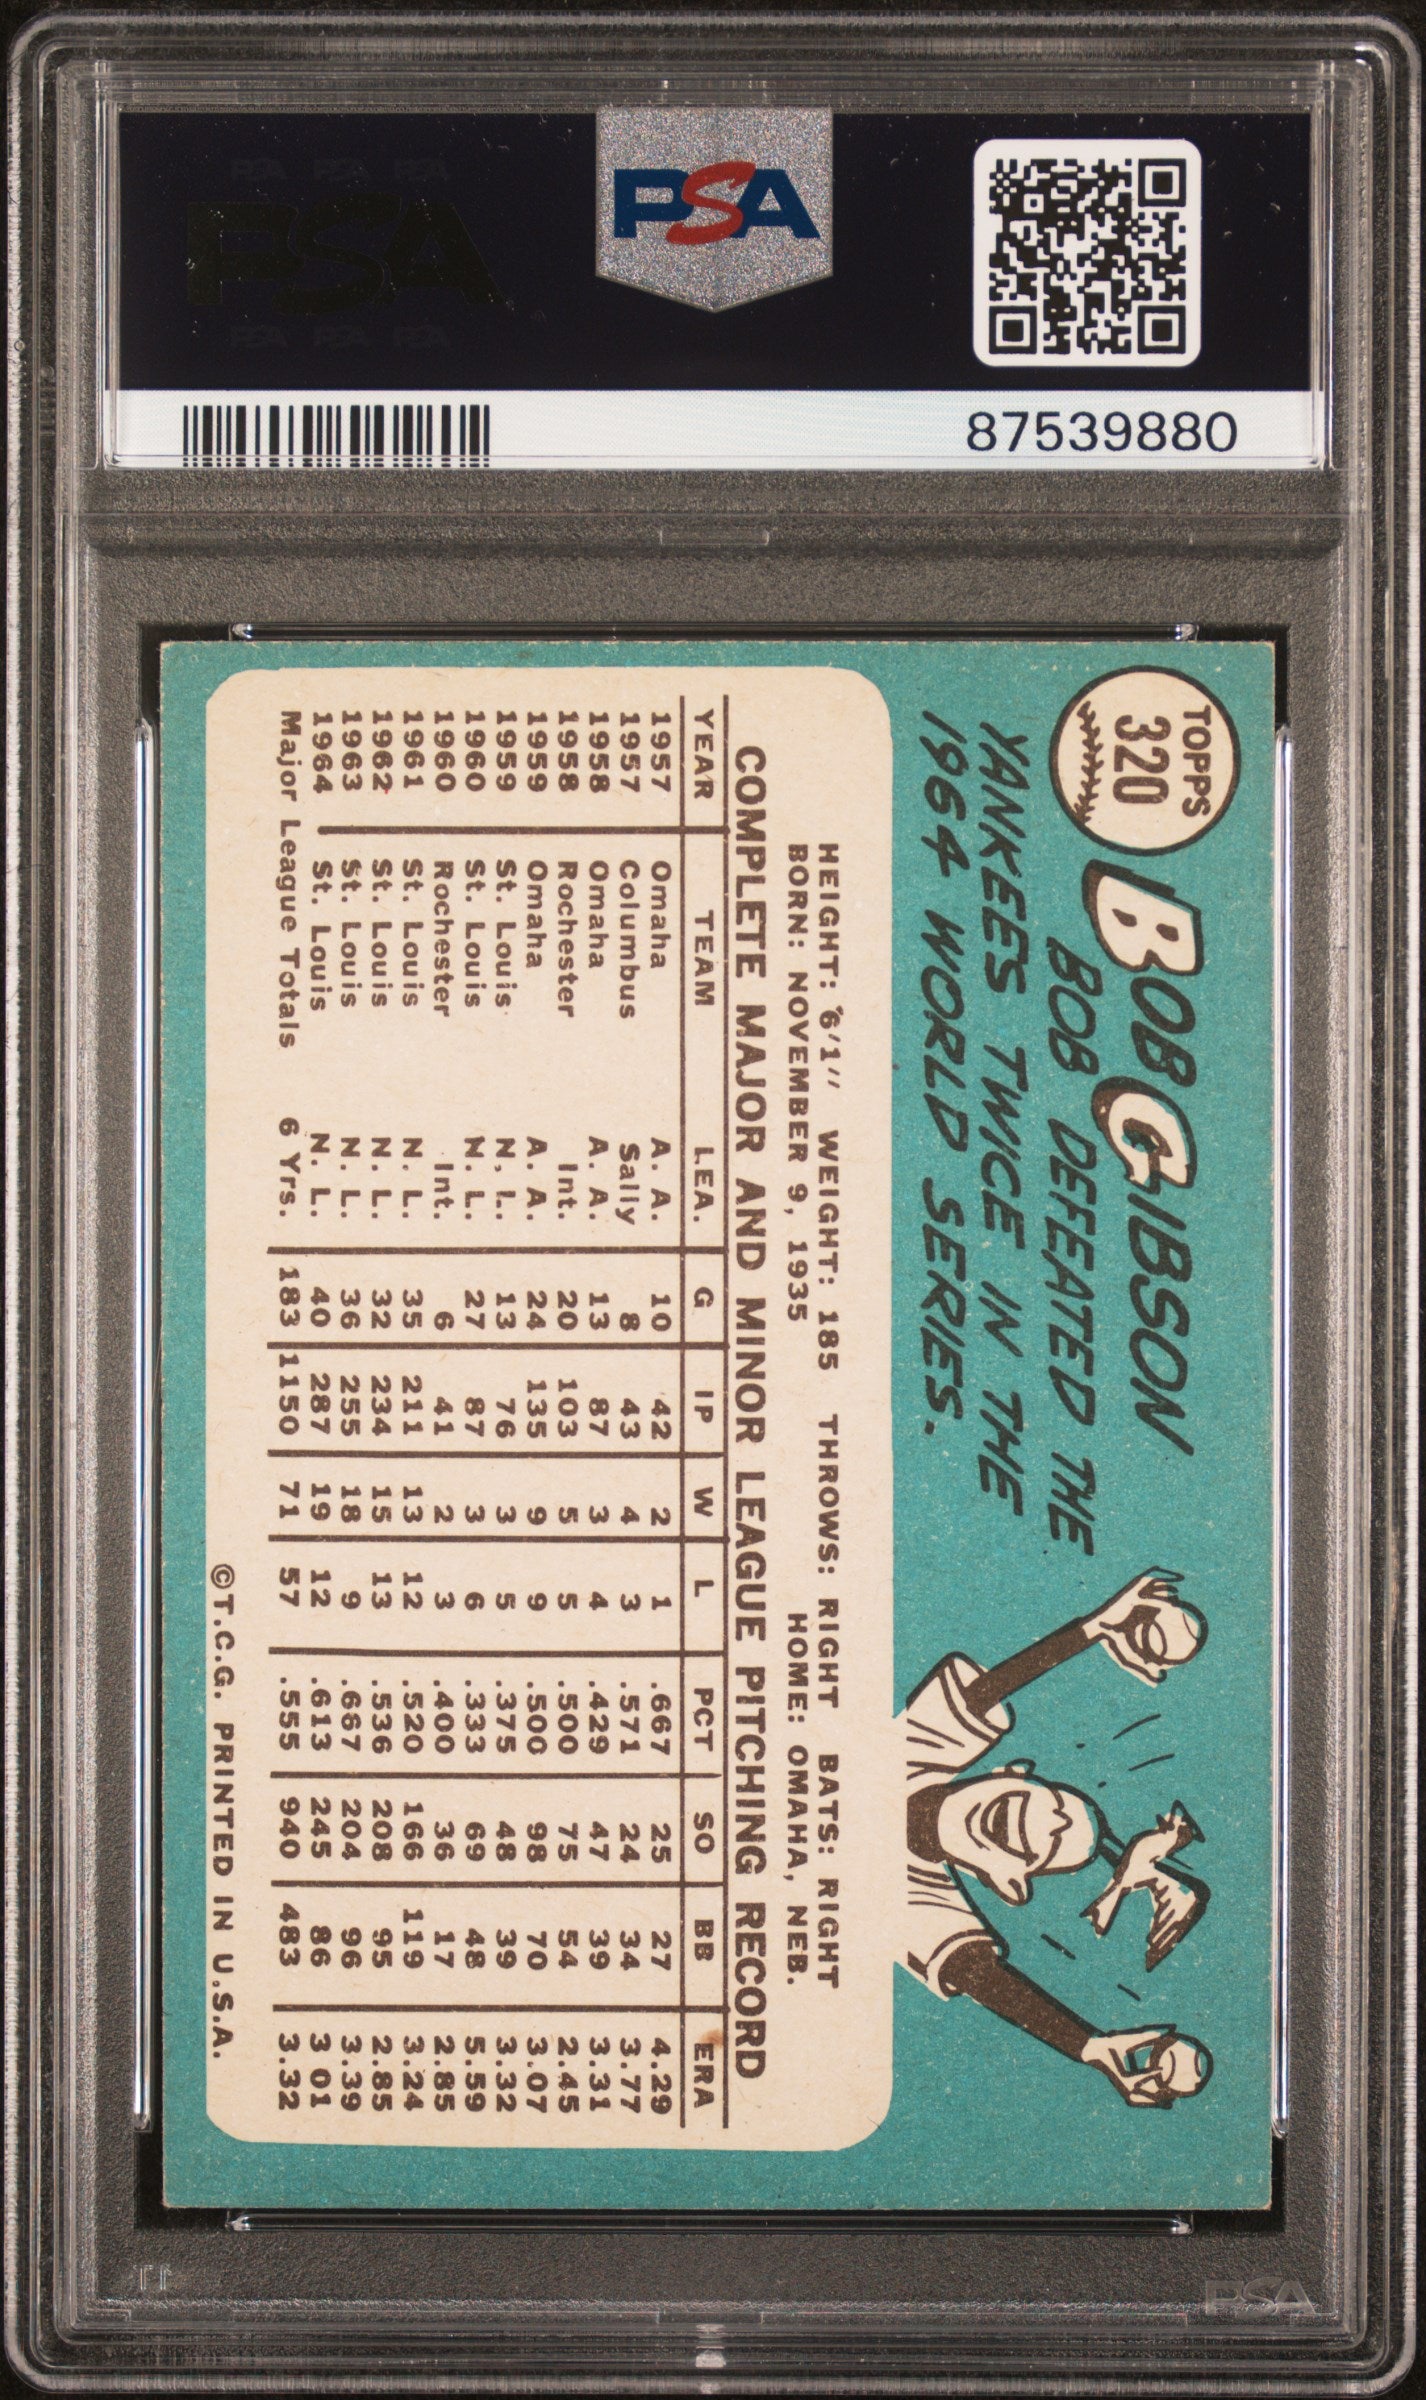 PSA PSA PSA
PSA
PSA PSA PSA
PSA
87539880
TOPPS
320
BOB GIBSON
BOB DEFEATED THE
YANKEES TWICE IN THE
1964 WORLD SERIES.
HEIGHT: 6'1" WEIGHT: 185 THROWS: RIGHT BATS: RIGHT
BORN: NOVEMBER 9, 1935 HOME: OMAHA, NEB.
COMPLETE MAJOR AND MINOR LEAGUE PITCHING RECORD
YEAR TEAM LEA. G IP W L PCT SO BB ERA
1957 Omaha A. A. 10 42 2 1 .667 25 27 4.29
1957 Columbus Sally 8 43 4 3 .571 24 34 3.77
1958 Omaha A. A. 13 87 3 4 .429 47 39 3.31
1958 Rochester Int. 20 103 5 5 .500 75 54 2.45
1959 Omaha A. A. 24 135 9 9 .500 98 70 3.07
1959 St. Louis N. L. 13 76 3 5 .375 48 39 3.32
1960 St. Louis N. L. 27 87 3 6 .333 69 48 5.59
1960 Rochester Int. 6 41 2 3 .400 36 17 2.85
1961 St. Louis N. L. 35 211 13 12 .520 166 119 3.24
1962 St. Louis N. L. 32 234 15 13 .536 208 95 2.85
1963 St. Louis N. L. 36 255 18 9 .667 204 96 3.39
1964 St. Louis N. L. 40 287 19 12 .613 245 86 3.01
Major League Totals 6 Yrs. 183 1150 71 57 .555 940 483 3.32
©T.C.G. PRINTED IN U.S.A.
PSA